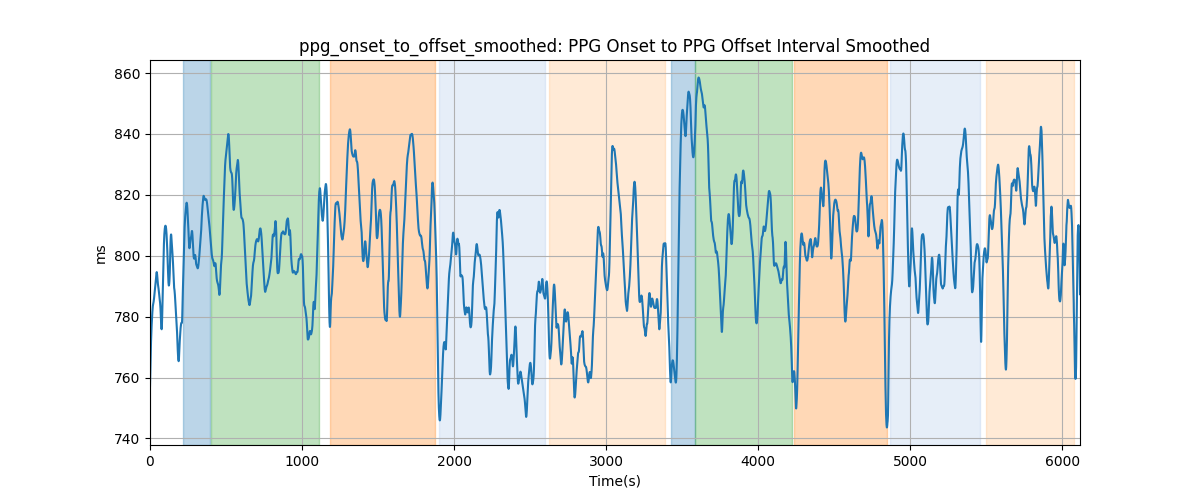 ppg_onset_to_offset_smoothed: PPG Onset to PPG Offset Interval Smoothed
860
840
820
800
780
760
740
ms
0 1000 2000 3000 4000 5000 6000
Time(s)